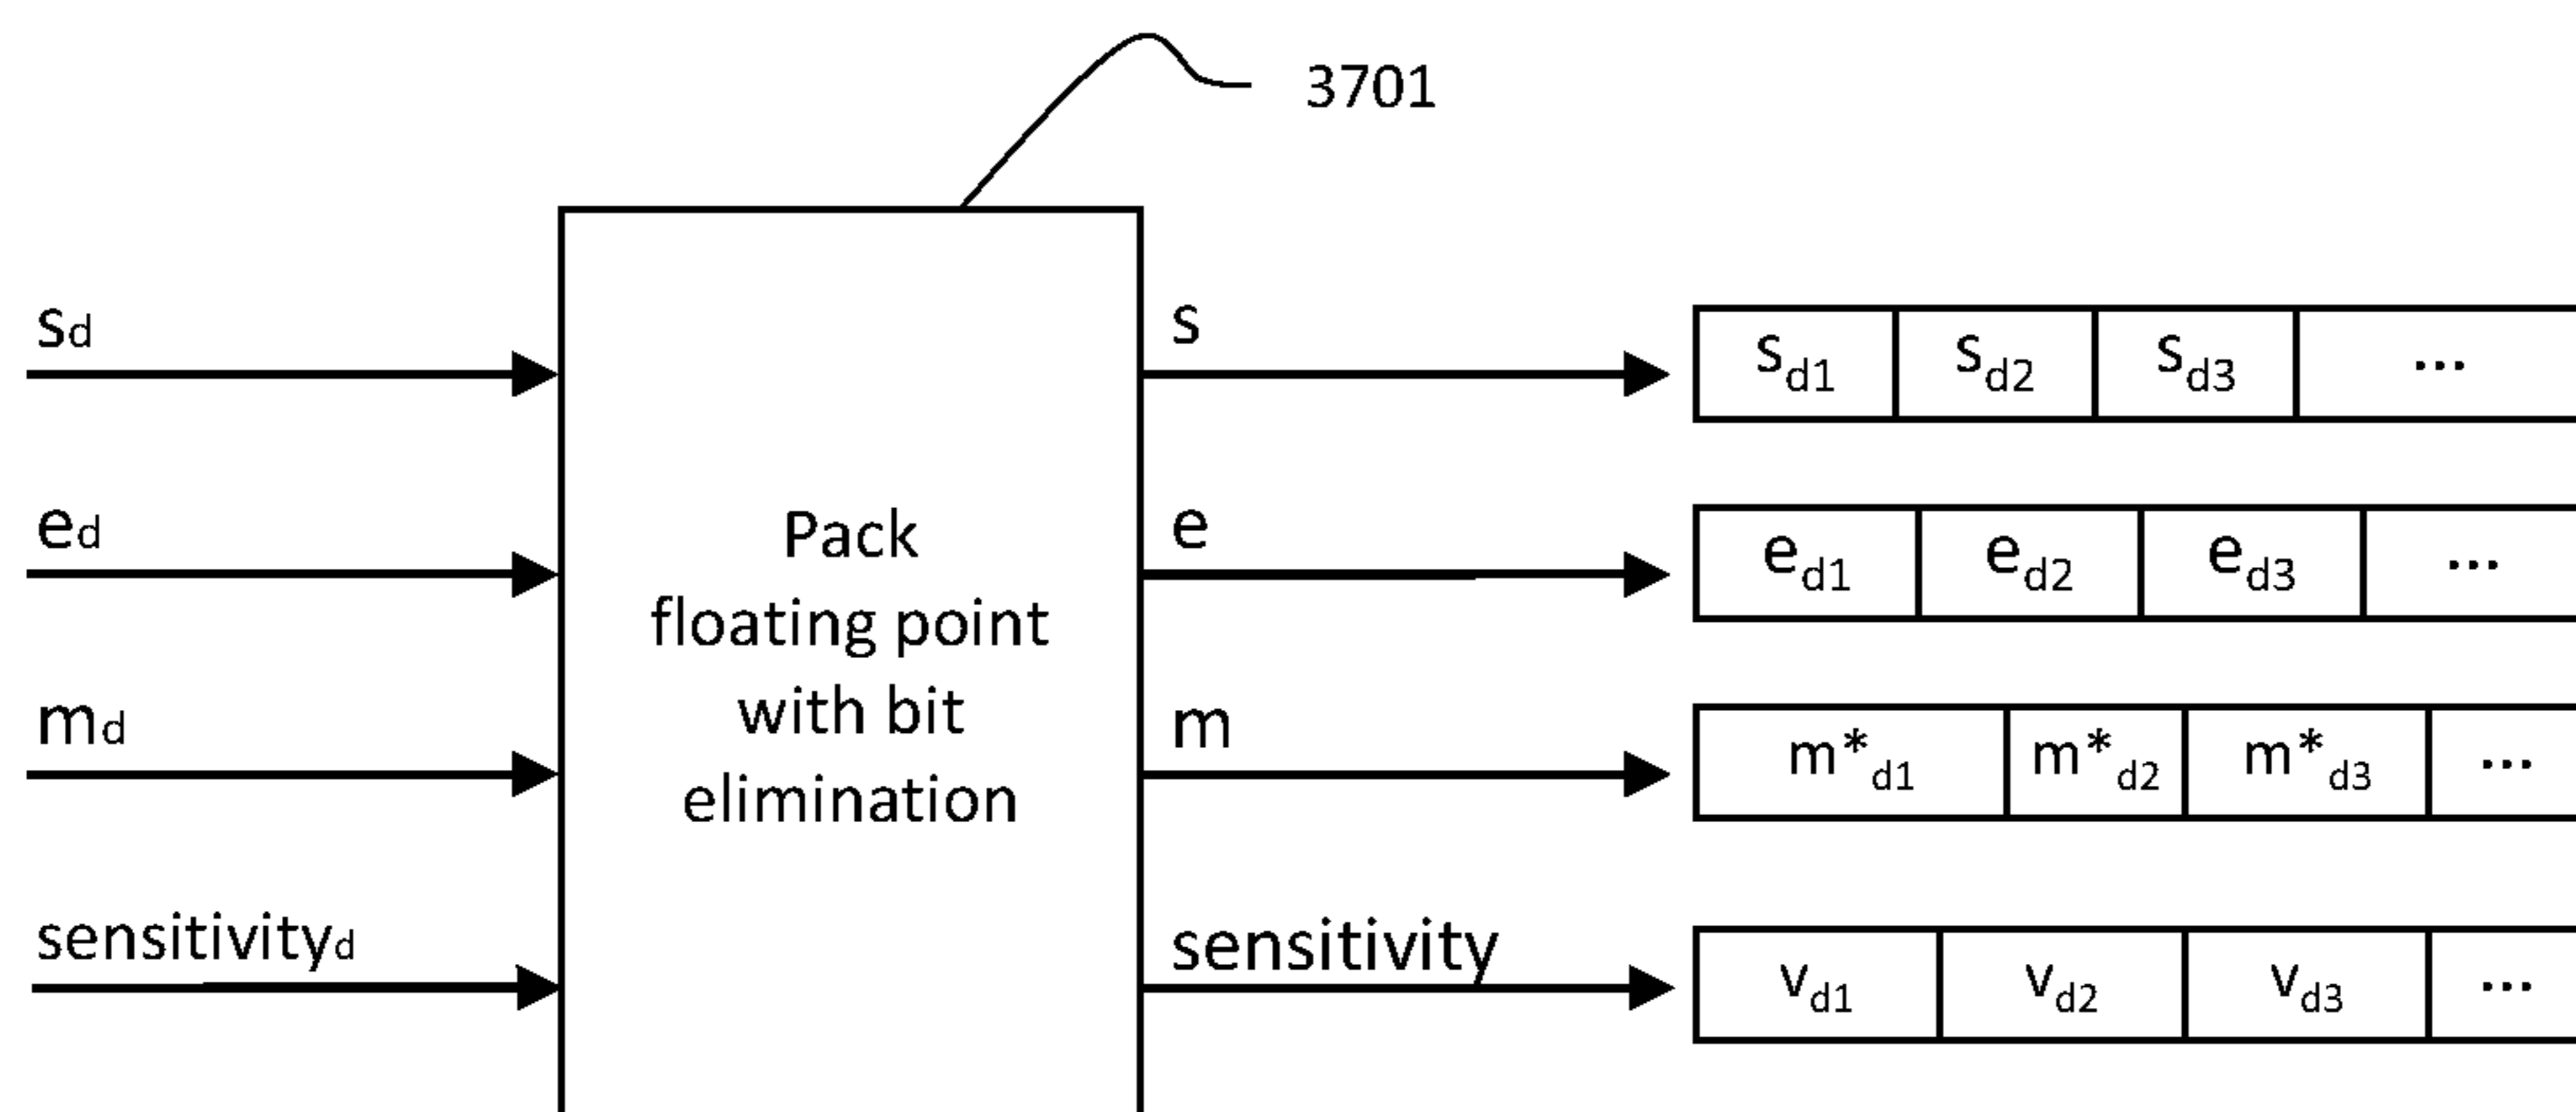 3701
sd
s
sd1 sd2 sd3 ...
ed
e
ed1 ed2 ed3 ...
Pack
floating point
with bit
elimination
md
m
m*d1 m*d2 m*d3 ...
sensitivityd
sensitivity
vd1 vd2 vd3 ...